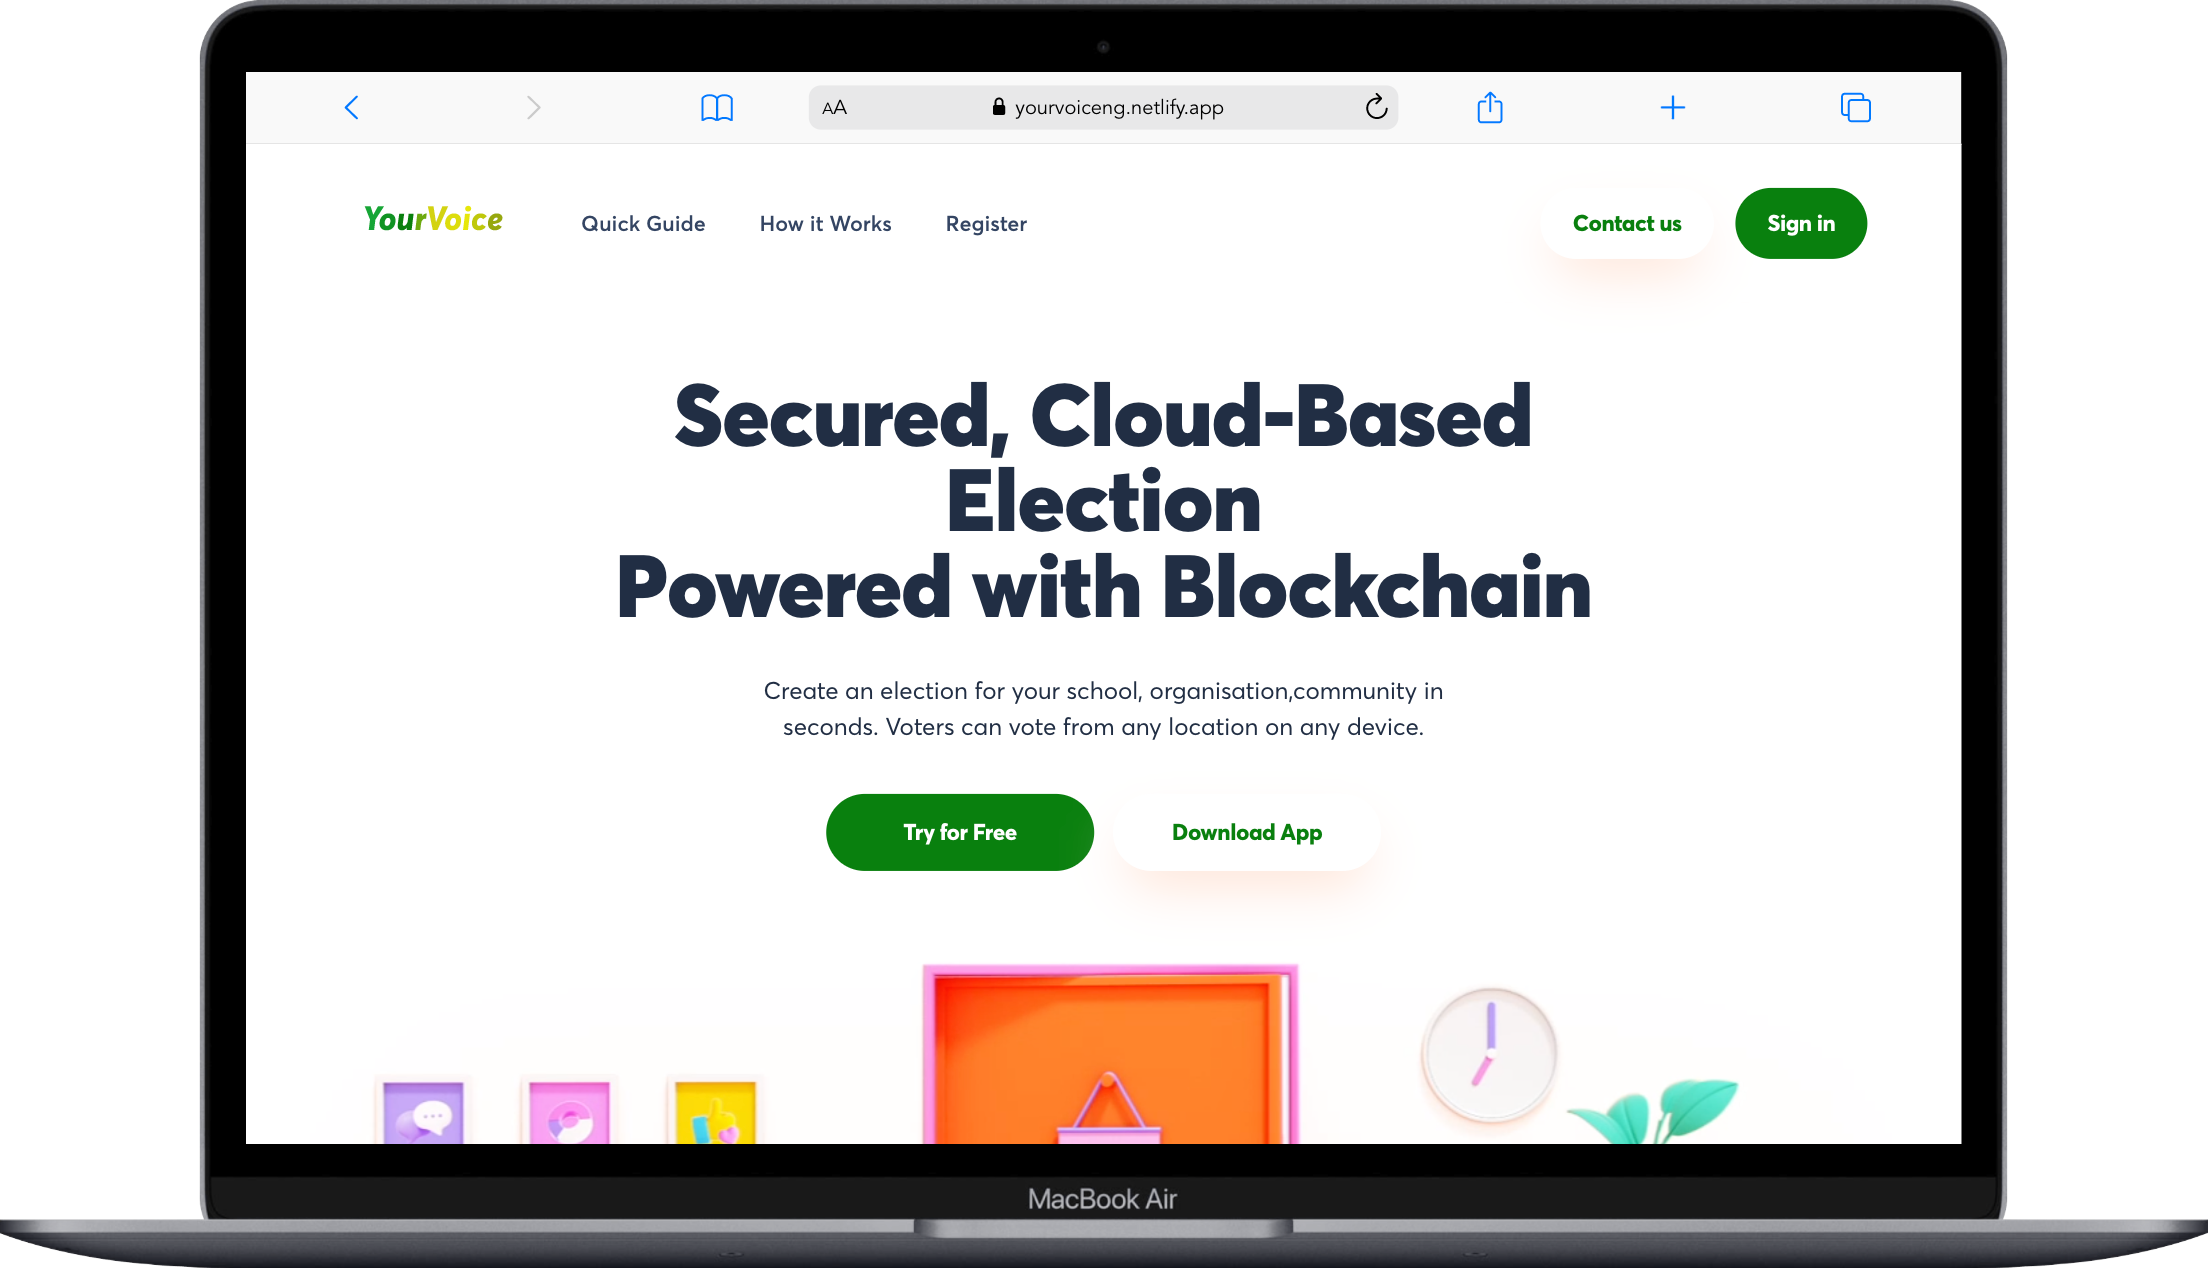 AA
yourvoiceng.netlify.app
YourVoice
Quick Guide
How it Works
Register
Contact us
Sign in
Secured, Cloud-Based
Election
Powered with Blockchain
Create an election for your school, organisation,community in
seconds. Voters can vote from any location on any device.
Try for Free
Download App
MacBook Air